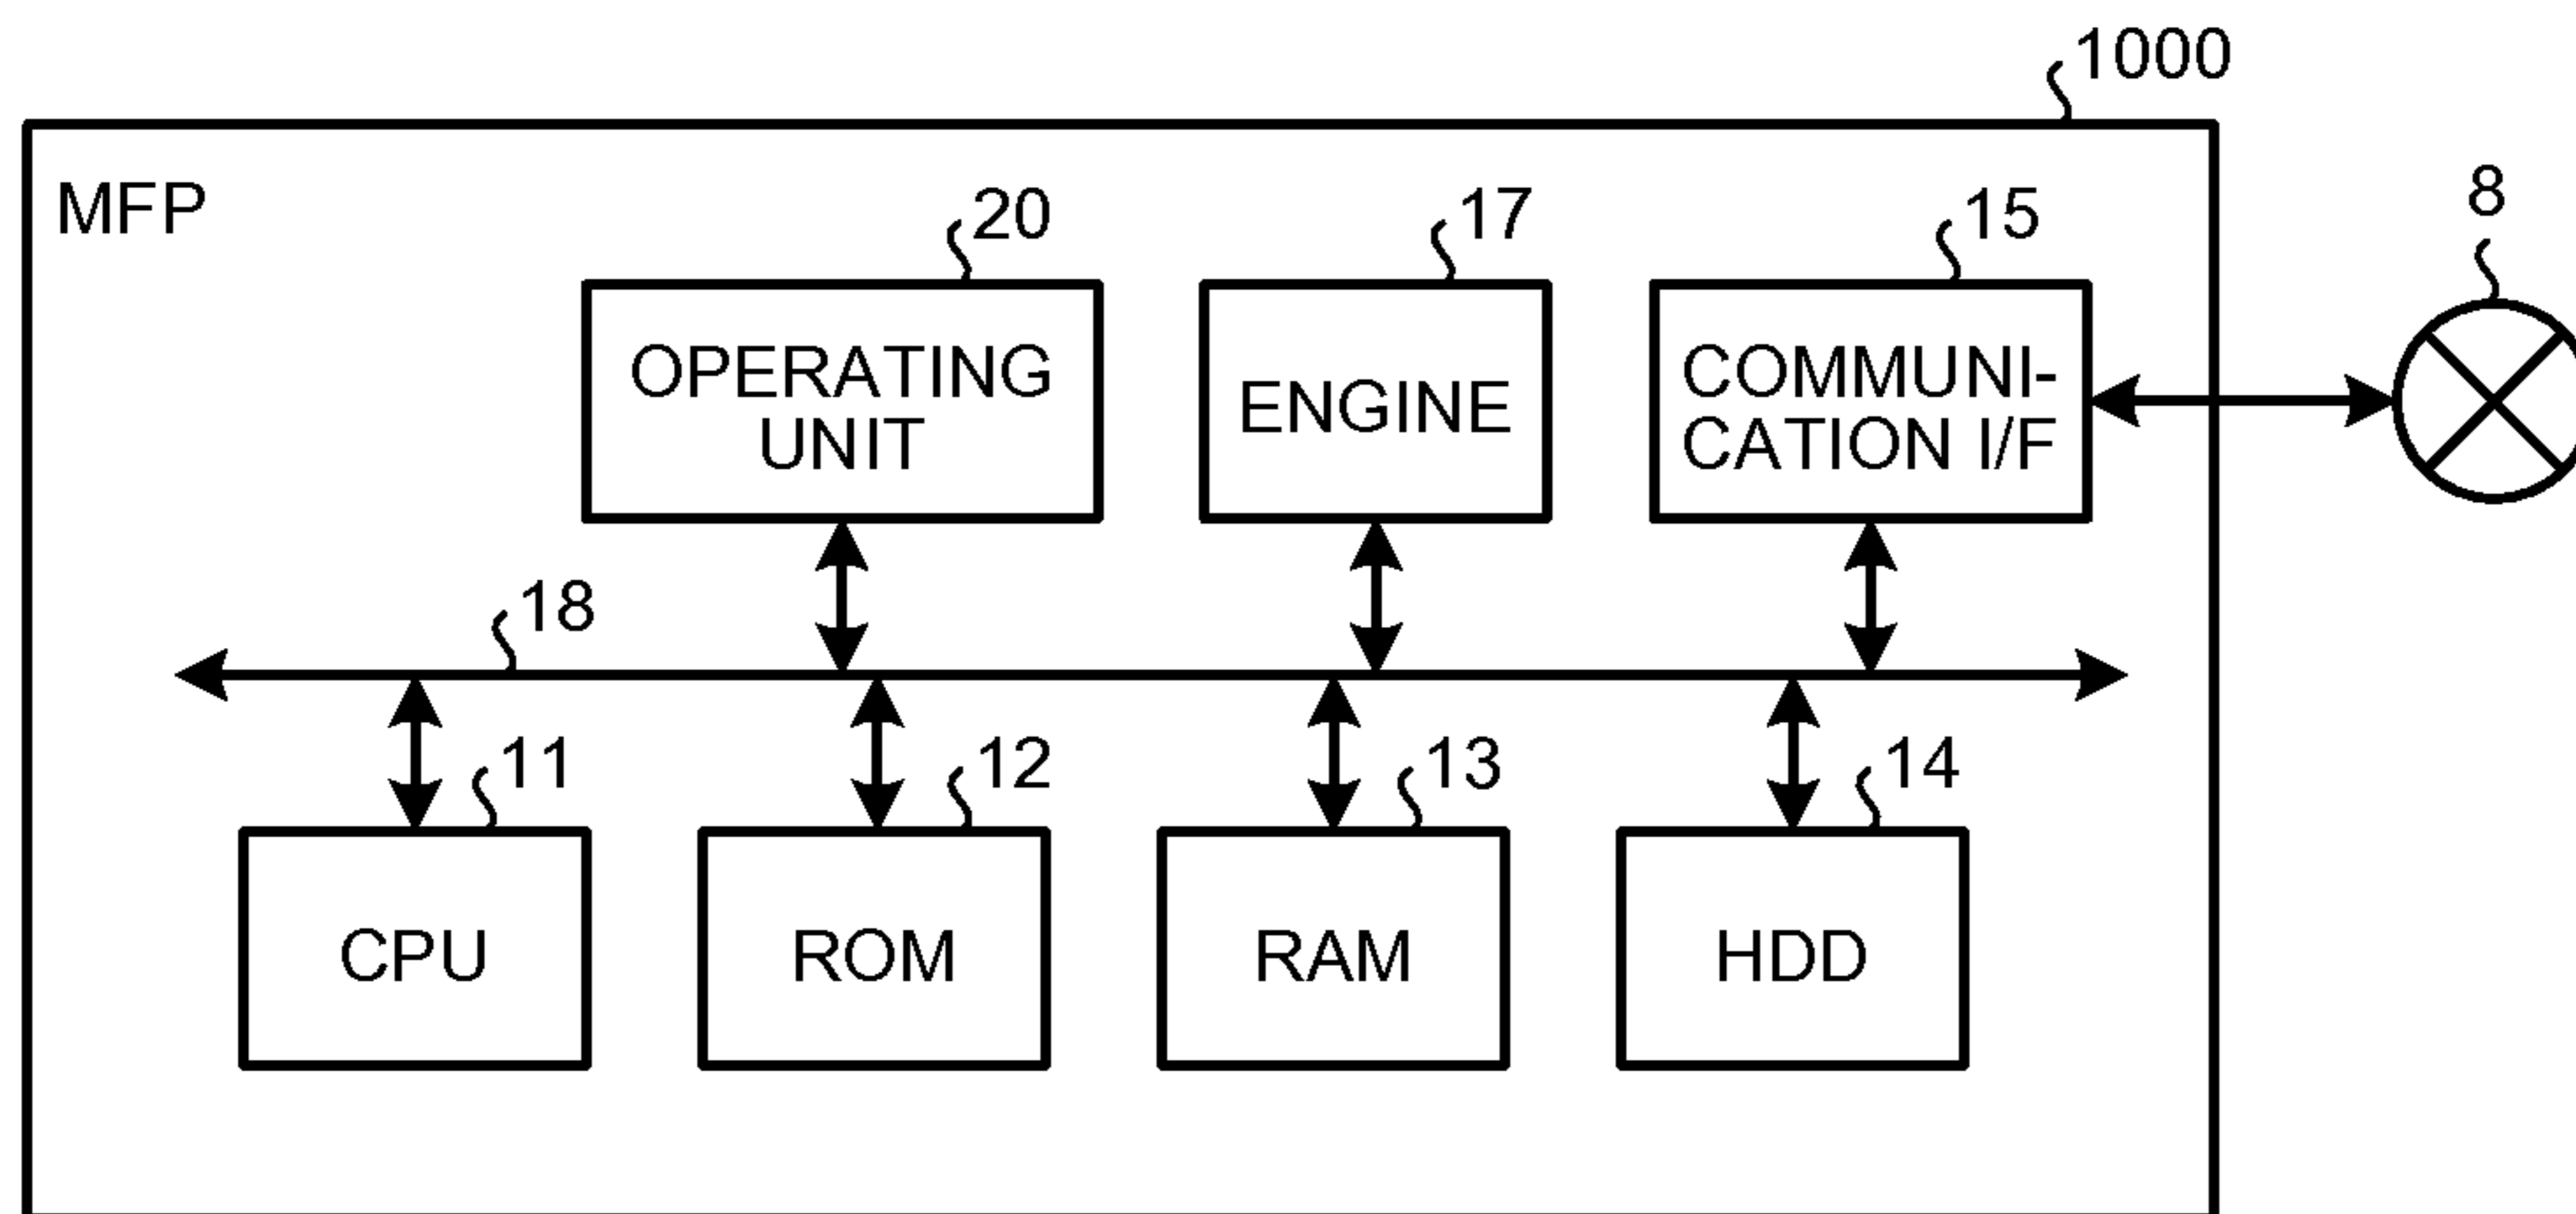 1000
MFP
20
17
15
8
OPERATING
UNIT
ENGINE
COMMUNI-
CATION I/F
18
11
12
13
14
CPU
ROM
RAM
HDD